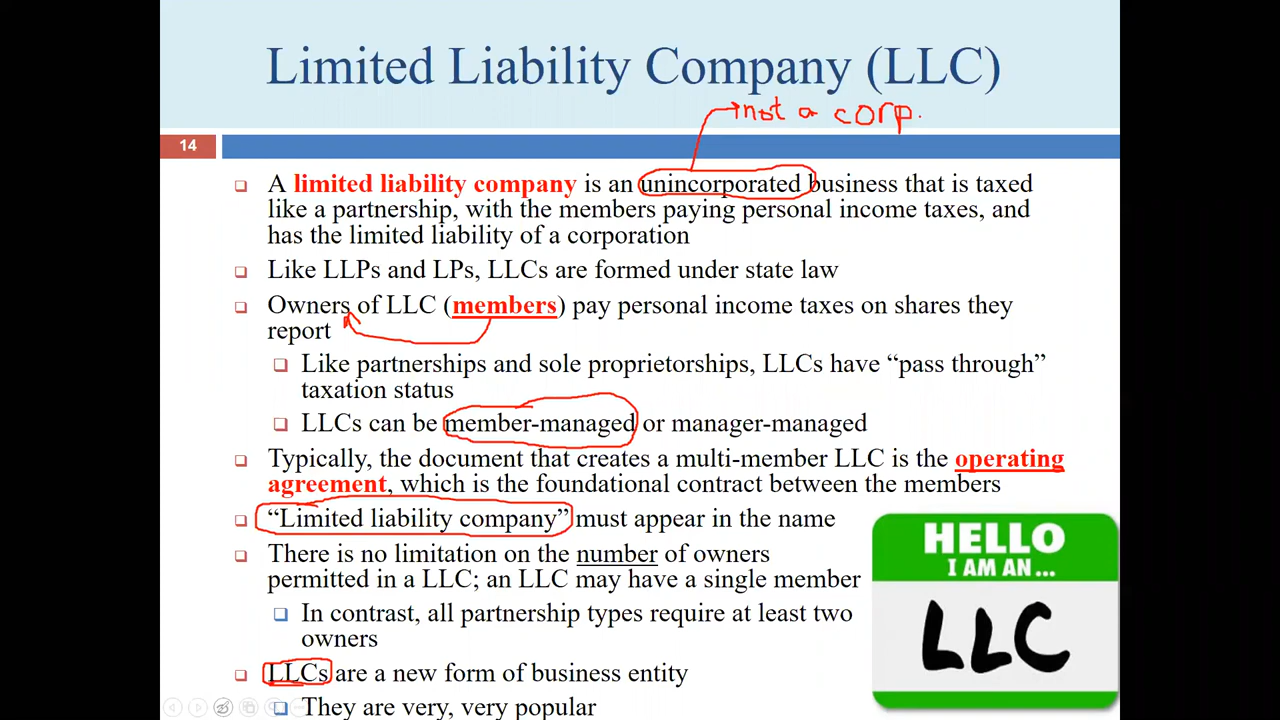 Limited Liability Company (LLC)
not a corp.
14
A limited liability company is an unincorporated business that is taxed
like a partnership, with the members paying personal income taxes, and
has the limited liability of a corporation
Like LLPs and LPs, LLCs are formed under state law
Owners of LLC (members) pay personal income taxes on shares they
report
Like partnerships and sole proprietorships, LLCs have “pass through”
taxation status
LLCs can be member-managed or manager-managed
Typically, the document that creates a multi-member LLC is the operating
agreement, which is the foundational contract between the members
“Limited liability company” must appear in the name
There is no limitation on the number of owners
permitted in a LLC; an LLC may have a single member
In contrast, all partnership types require at least two
owners
LLCs are a new form of business entity
They are very, very popular
HELLO
I AM AN...
LLC